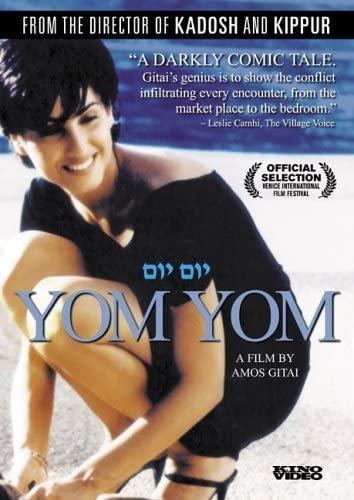 FROM THE DIRECTOR OF KADOSH AND KIPPUR
“A DARKLY COMIC TALE.
Gitai’s genius is to show the conflict
infiltrating every encounter, from the
market place to the bedroom.”
– Leslie Camhi, The Village Voice
OFFICIAL
SELECTION
VENICE INTERNATIONAL
FILM FESTIVAL
יום יום
YOM YOM
A FILM BY
AMOS GITAI
KINO
VIDEO